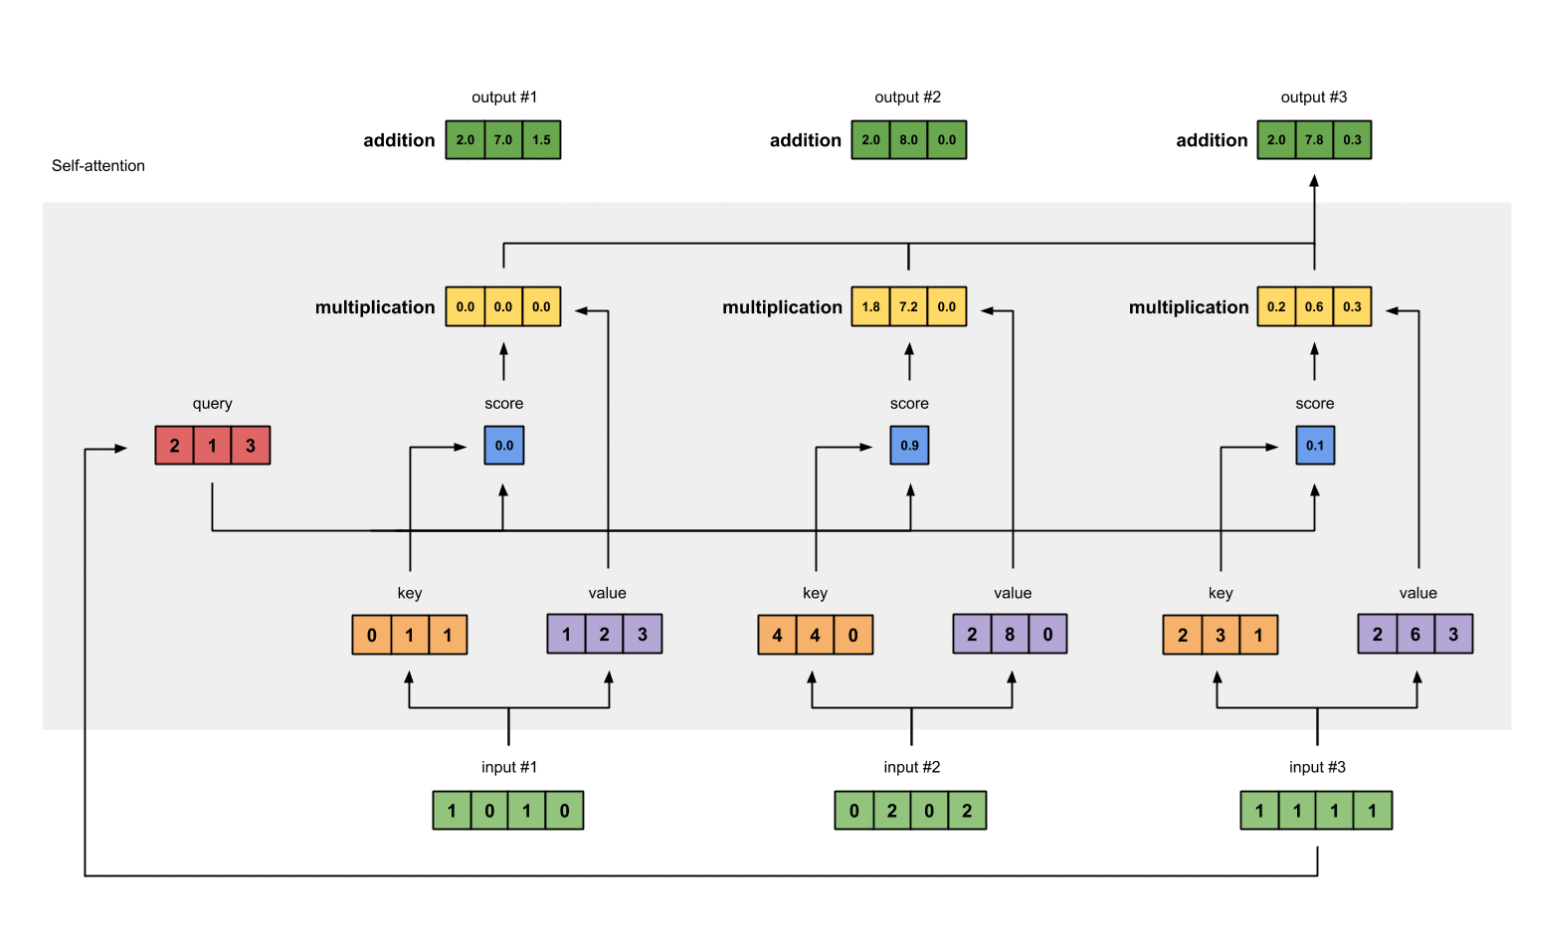 output #1 output #2 output #3
addition 2.0 7.0 1.5 addition 2.0 8.0 0.0 addition 2.0 7.8 0.3
Self-attention
multiplication 0.0 0.0 0.0 multiplication 1.8 7.2 0.0 multiplication 0.2 0.6 0.3
query score score score
2 1 3 0.0 0.9 0.1
key value key value key value
0 1 1 1 2 3 4 4 0 2 8 0 2 3 1 2 6 3
input #1 input #2 input #3
1 0 1 0 0 2 0 2 1 1 1 1